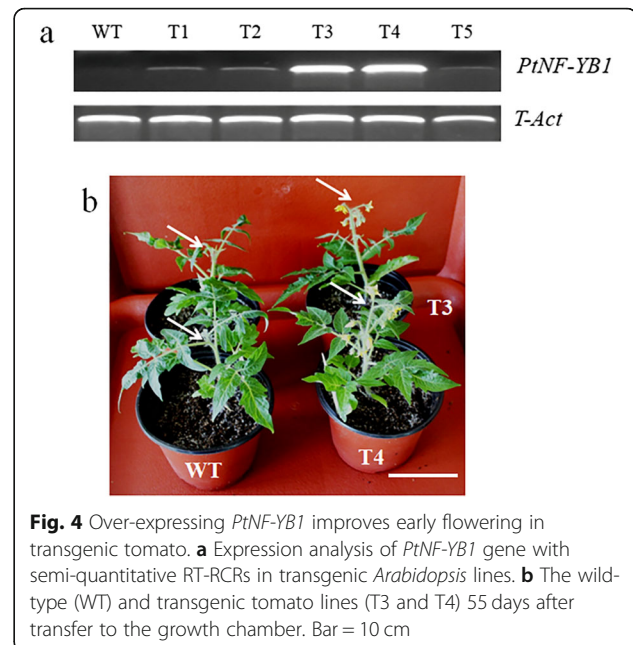 a
WT T1 T2 T3 T4 T5
PtNF-YB1
T-Act
b
T3
WT
T4
Fig. 4 Over-expressing PtNF-YB1 improves early flowering in
transgenic tomato. a Expression analysis of PtNF-YB1 gene with
semi-quantitative RT-RCRs in transgenic Arabidopsis lines. b The wild-
type (WT) and transgenic tomato lines (T3 and T4) 55 days after
transfer to the growth chamber. Bar = 10 cm